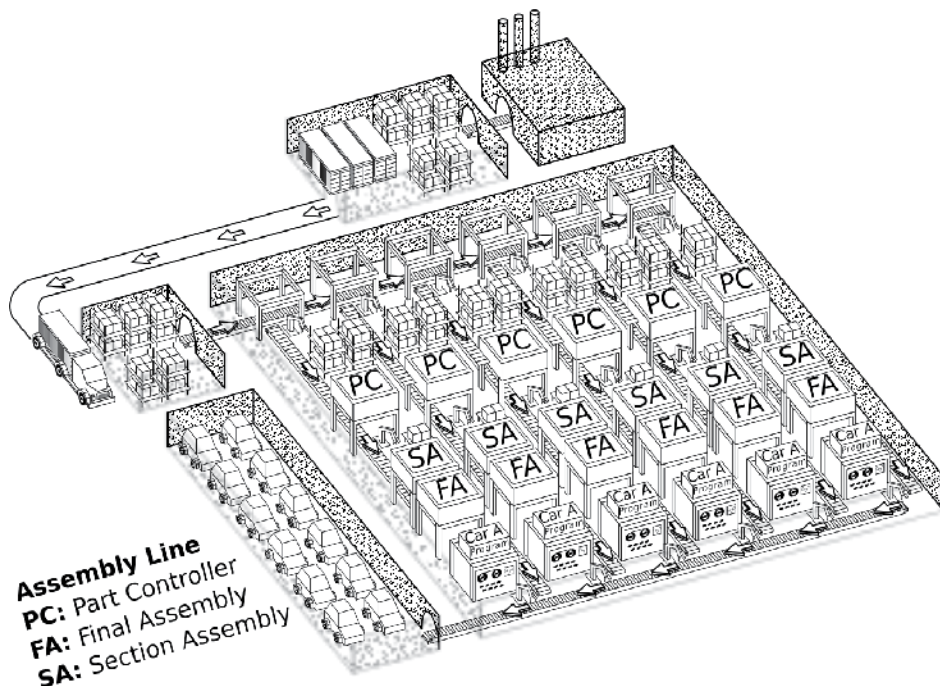 PC
PC
PC
PC
PC
PC
SA
SA
SA
SA
SA
SA
FA
FA
FA
FA
FA
FA
Car A
Program
Car A
Program
Car A
Program
Car A
Program
Car A
Program
Car A
Program
Assembly Line
PC: Part Controller
FA: Final Assembly
SA: Section Assembly